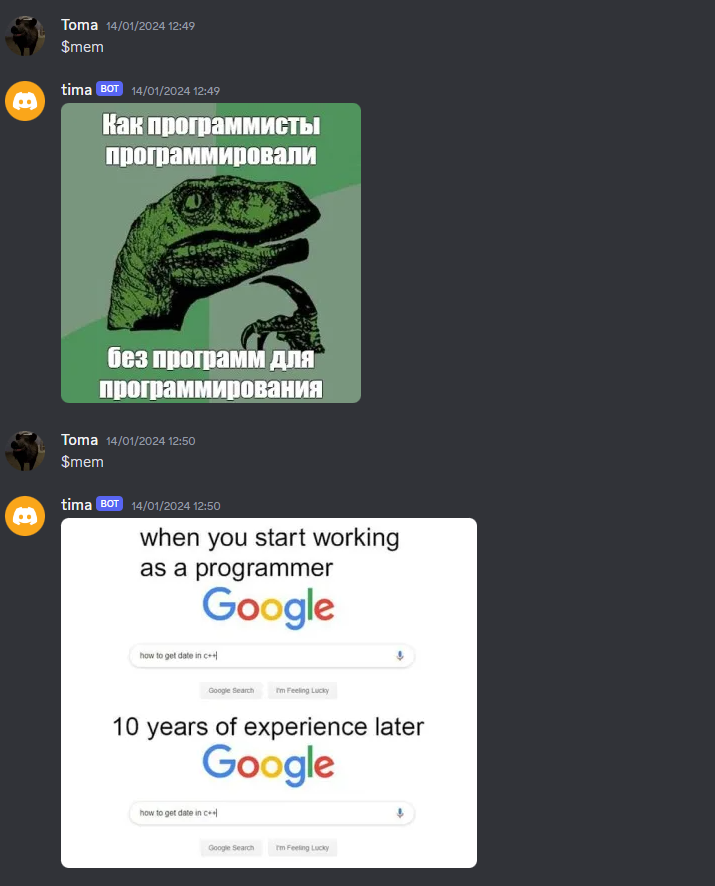 Toma 14/01/2024 12:49
$mem
tima BOT 14/01/2024 12:49
Как программисты
программировали
без программ для
программирования
Toma 14/01/2024 12:50
$mem
tima BOT 14/01/2024 12:50
when you start working
as a programmer
Google
how to get date in c++
Google Search I'm Feeling Lucky
10 years of experience later
Google
how to get date in c++
Google Search I'm Feeling Lucky